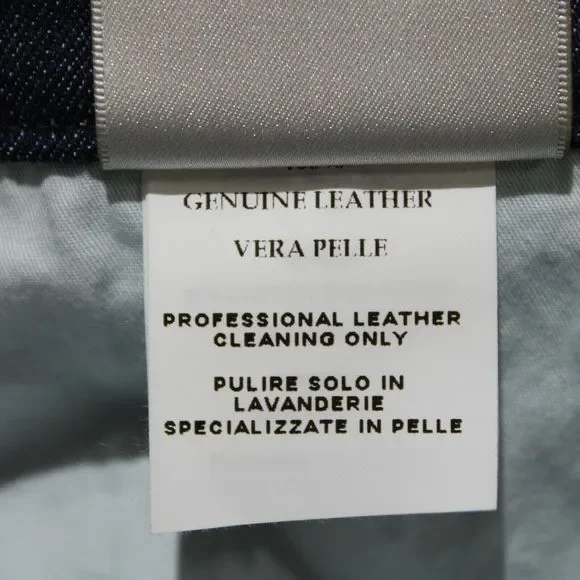 GENUINE LEATHER
VERA PELLE
PROFESSIONAL LEATHER
CLEANING ONLY
PULIRE SOLO IN
LAVANDERIE
SPECIALIZZATE IN PELLE